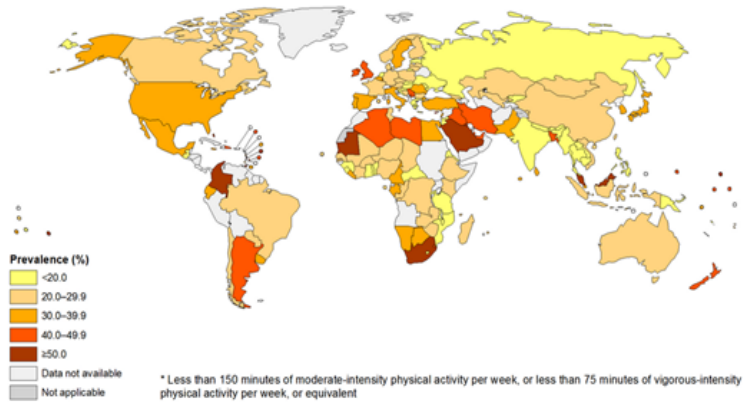 Prevalence (%)
<20.0
20.0–29.9
30.0–39.9
40.0–49.9
≥50.0
Data not available
Not applicable
* Less than 150 minutes of moderate-intensity physical activity per week, or less than 75 minutes of vigorous-intensity
physical activity per week, or equivalent